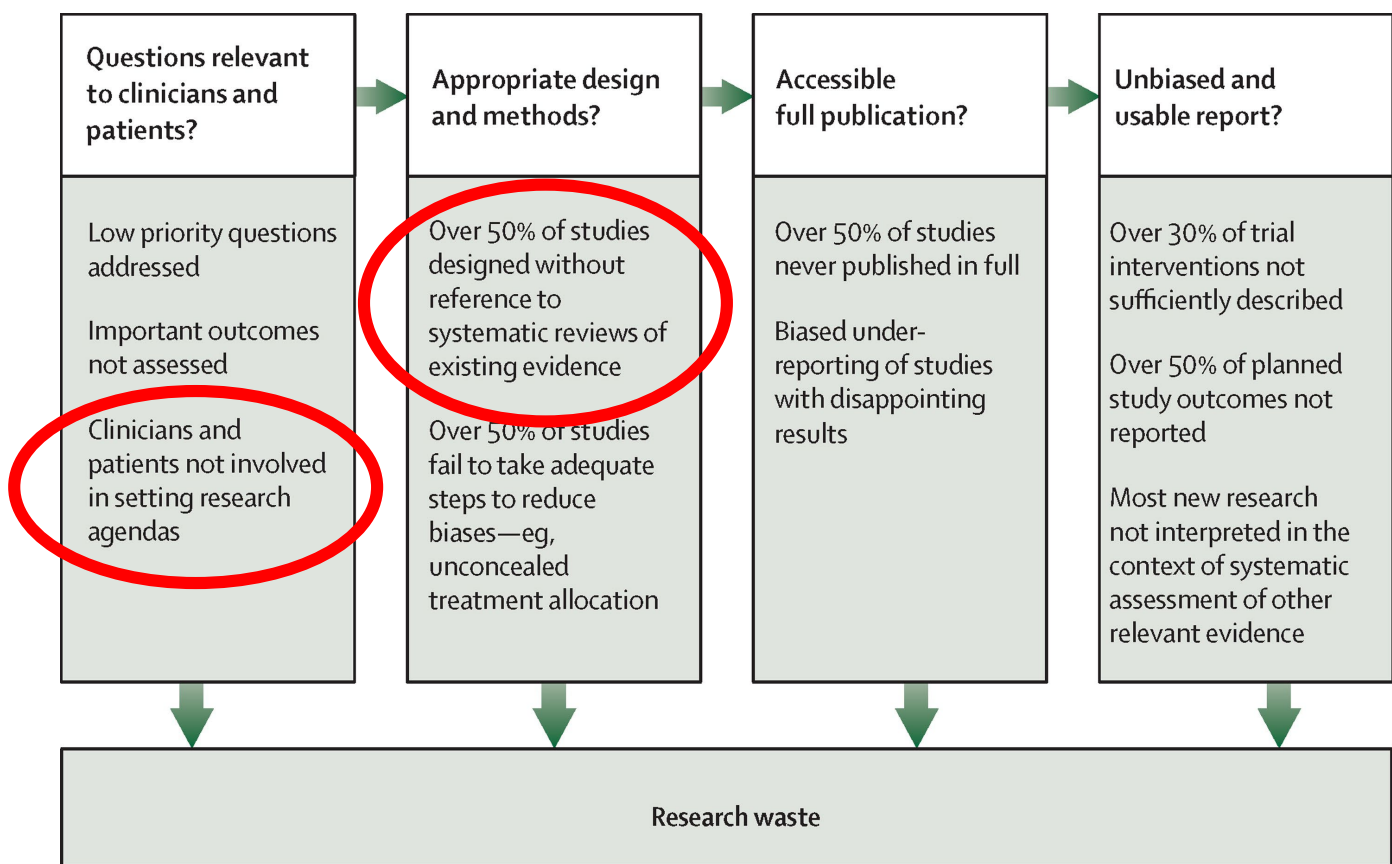 Questions relevant
to clinicians and
patients?
Low priority questions
addressed
Important outcomes
not assessed
Clinicians and
patients not involved
in setting research
agendas
Appropriate design
and methods?
Over 50% of studies
designed without
reference to
systematic reviews of
existing evidence
Over 50% of studies
fail to take adequate
steps to reduce
biases—eg,
unconcealed
treatment allocation
Accessible
full publication?
Over 50% of studies
never published in full
Biased under-
reporting of studies
with disappointing
results
Unbiased and
usable report?
Over 30% of trial
interventions not
sufficiently described
Over 50% of planned
study outcomes not
reported
Most new research
not interpreted in the
context of systematic
assessment of other
relevant evidence
Research waste